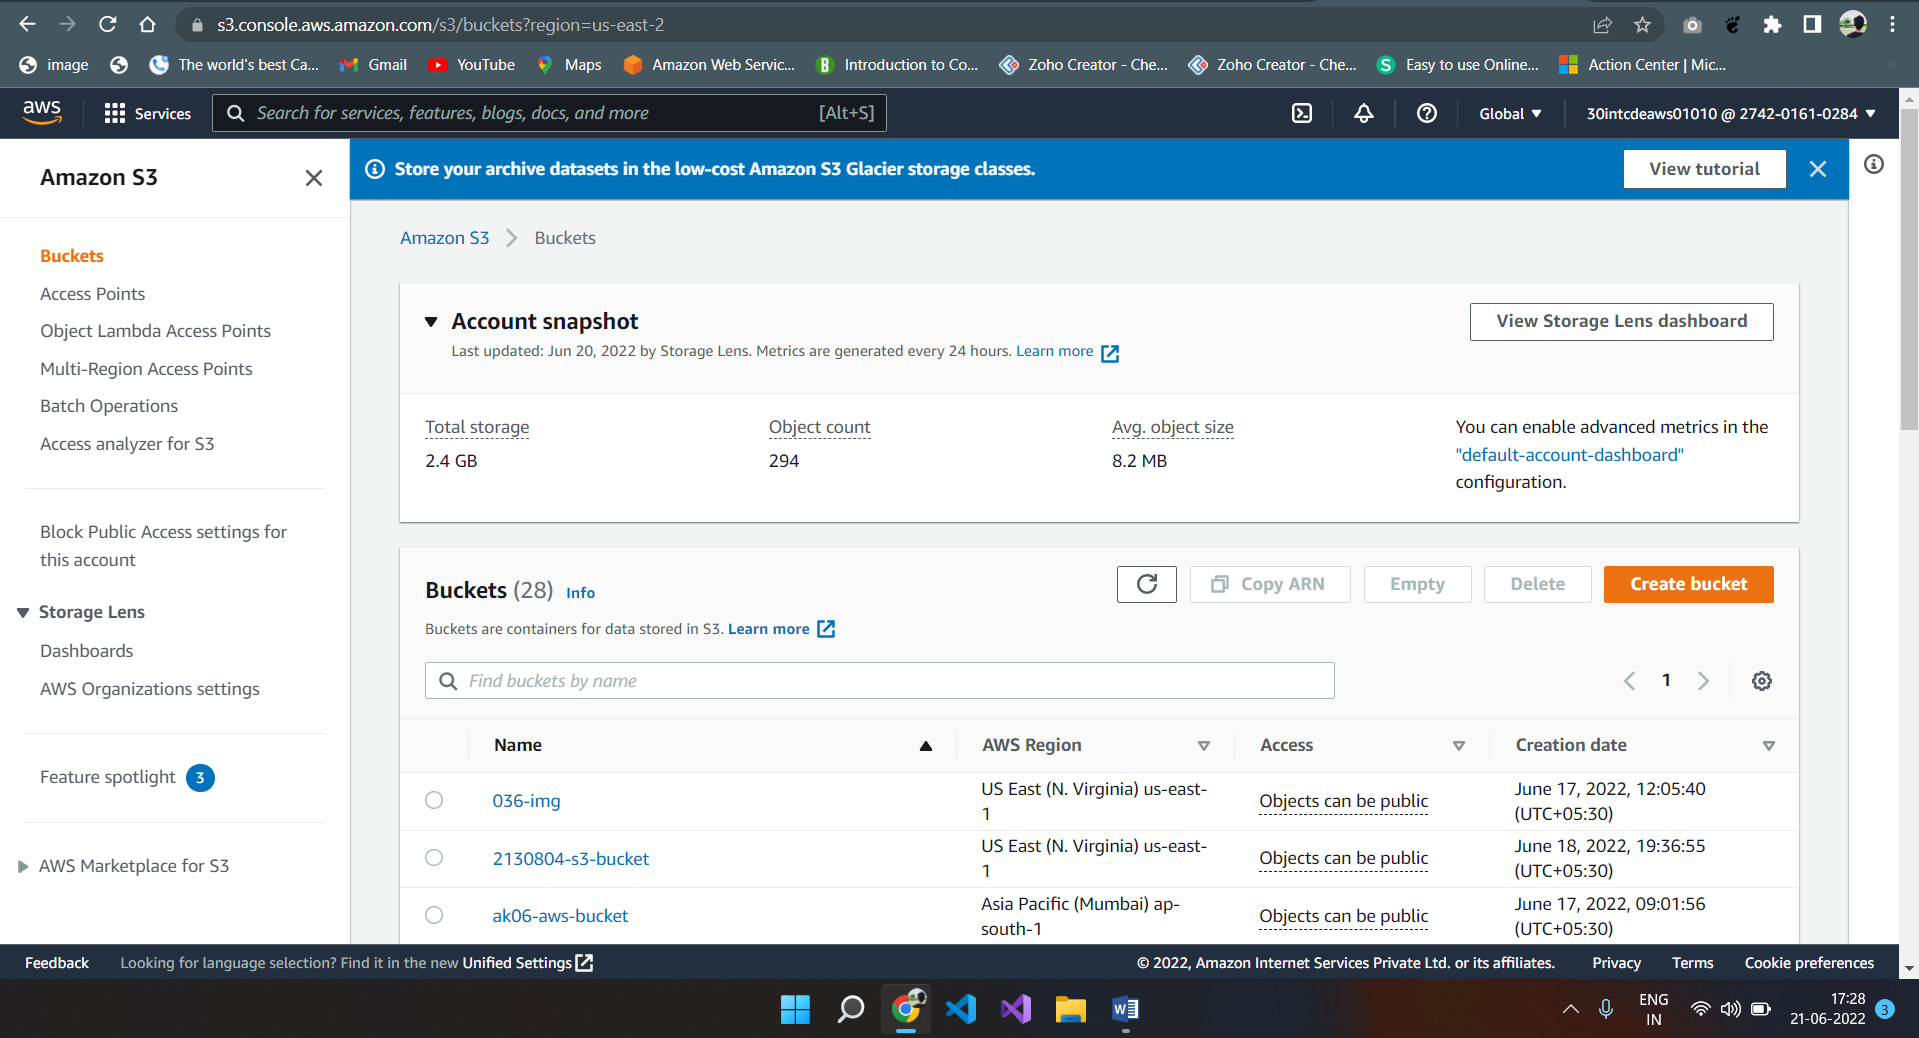 s3.console.aws.amazon.com/s3/buckets?region=us-east-2
image
The world's best Ca...
Gmail
YouTube
Maps
Amazon Web Servic...
Introduction to Co...
Zoho Creator - Che...
Zoho Creator - Che...
Easy to use Online...
Action Center | Mic...
aws
Services
Search for services, features, blogs, docs, and more
[Alt+S]
Global
30intcdeaws01010 @ 2742-0161-0284
Amazon S3
Buckets
Access Points
Object Lambda Access Points
Multi-Region Access Points
Batch Operations
Access analyzer for S3
Block Public Access settings for
this account
Storage Lens
Dashboards
AWS Organizations settings
Feature spotlight 3
AWS Marketplace for S3
Store your archive datasets in the low-cost Amazon S3 Glacier storage classes.
View tutorial
Amazon S3
Buckets
Account snapshot
Last updated: Jun 20, 2022 by Storage Lens. Metrics are generated every 24 hours. Learn more
View Storage Lens dashboard
Total storage
2.4 GB
Object count
294
Avg. object size
8.2 MB
You can enable advanced metrics in the
"default-account-dashboard"
configuration.
Buckets (28) Info
Buckets are containers for data stored in S3. Learn more
Copy ARN
Empty
Delete
Create bucket
Find buckets by name
1
Name
AWS Region
Access
Creation date
036-img
US East (N. Virginia) us-east-
1
Objects can be public
June 17, 2022, 12:05:40
(UTC+05:30)
2130804-s3-bucket
US East (N. Virginia) us-east-
1
Objects can be public
June 18, 2022, 19:36:55
(UTC+05:30)
ak06-aws-bucket
Asia Pacific (Mumbai) ap-
south-1
Objects can be public
June 17, 2022, 09:01:56
(UTC+05:30)
Feedback
Looking for language selection? Find it in the new Unified Settings
© 2022, Amazon Internet Services Private Ltd. or its affiliates.
Privacy
Terms
Cookie preferences
ENG
IN
17:28
21-06-2022
3